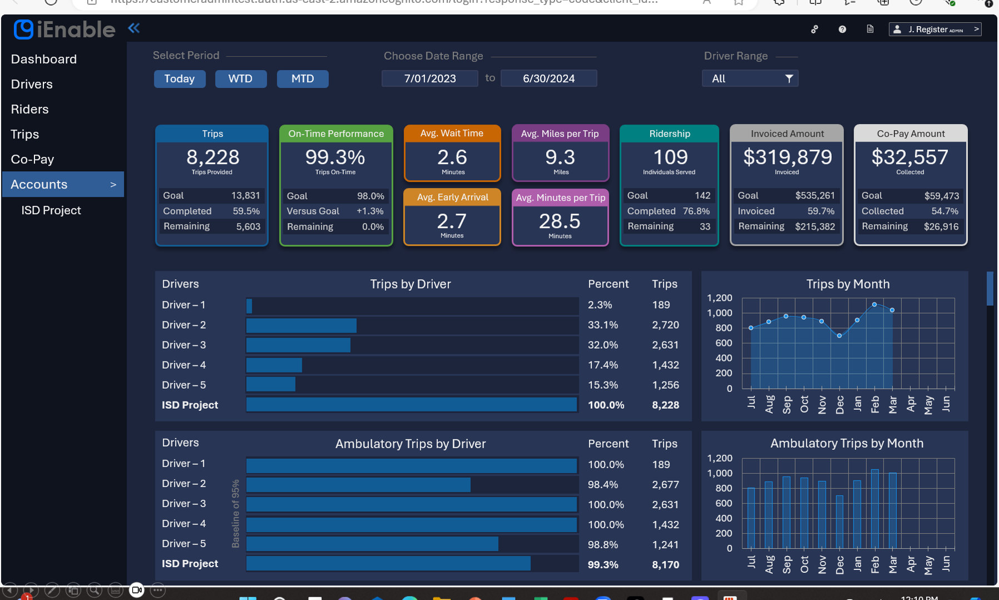 https://customeradmintest.auth.us-east-2.amazoncognito.com/login?response_type=code&client_id...
iEnable
J. Register ADMIN >
Dashboard
Drivers
Riders
Trips
Co-Pay
Accounts >
ISD Project
Select Period
Choose Date Range
Driver Range
Today WTD MTD
7/01/2023 to 6/30/2024
All
Trips
8,228
Trips Provided
Goal 13,831
Completed 59.5%
Remaining 5,603
On-Time Performance
99.3%
Trips On-Time
Goal 98.0%
Versus Goal +1.3%
Remaining 0.0%
Avg. Wait Time
2.6
Minutes
Avg. Early Arrival
2.7
Minutes
Avg. Miles per Trip
9.3
Miles
Avg. Minutes per Trip
28.5
Minutes
Ridership
109
Individuals Served
Goal 142
Completed 76.8%
Remaining 33
Invoiced Amount
$319,879
Invoiced
Goal $535,261
Invoiced 59.7%
Remaining $215,382
Co-Pay Amount
$32,557
Collected
Goal $59,473
Collected 54.7%
Remaining $26,916
Drivers Trips by Driver Percent Trips
Driver – 1 2.3% 189
Driver – 2 33.1% 2,720
Driver – 3 32.0% 2,631
Driver – 4 17.4% 1,432
Driver – 5 15.3% 1,256
ISD Project 100.0% 8,228
Trips by Month
1,200
1,000
800
600
400
200
0
Jul Aug Sep Oct Nov Dec Jan Feb Mar Apr May Jun
Drivers Ambulatory Trips by Driver Percent Trips
Driver – 1 100.0% 189
Driver – 2 98.4% 2,677
Driver – 3 100.0% 2,631
Driver – 4 100.0% 1,432
Driver – 5 98.8% 1,241
ISD Project 99.3% 8,170
Baseline of 95%
Ambulatory Trips by Month
1,200
1,000
800
600
400
200
0
Jul Aug Sep Oct Nov Dec Jan Feb Mar Apr May Jun
1
12:10 PM